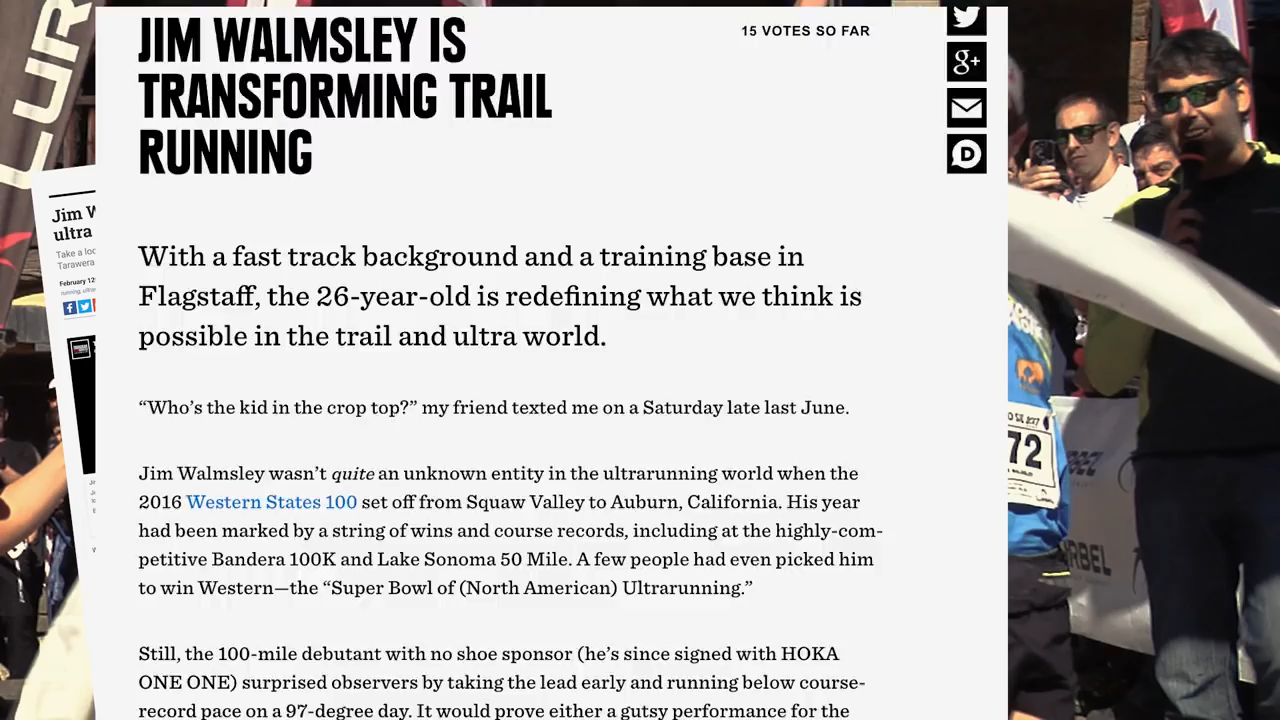 JIM WALMSLEY IS
TRANSFORMING TRAIL
RUNNING
15 VOTES SO FAR
With a fast track background and a training base in
Flagstaff, the 26-year-old is redefining what we think is
possible in the trail and ultra world.
“Who’s the kid in the crop top?” my friend texted me on a Saturday late last June.
Jim Walmsley wasn’t quite an unknown entity in the ultrarunning world when the
2016 Western States 100 set off from Squaw Valley to Auburn, California. His year
had been marked by a string of wins and course records, including at the highly-com-
petitive Bandera 100K and Lake Sonoma 50 Mile. A few people had even picked him
to win Western—the “Super Bowl of (North American) Ultrarunning.”
Still, the 100-mile debutant with no shoe sponsor (he’s since signed with HOKA
ONE ONE) surprised observers by taking the lead early and running below course-
record pace on a 97-degree day. It would prove either a gutsy performance for the
Jim W
ultra
Take a loo
Tarawera
February 12
running, ultra
CUR
72
RBEL